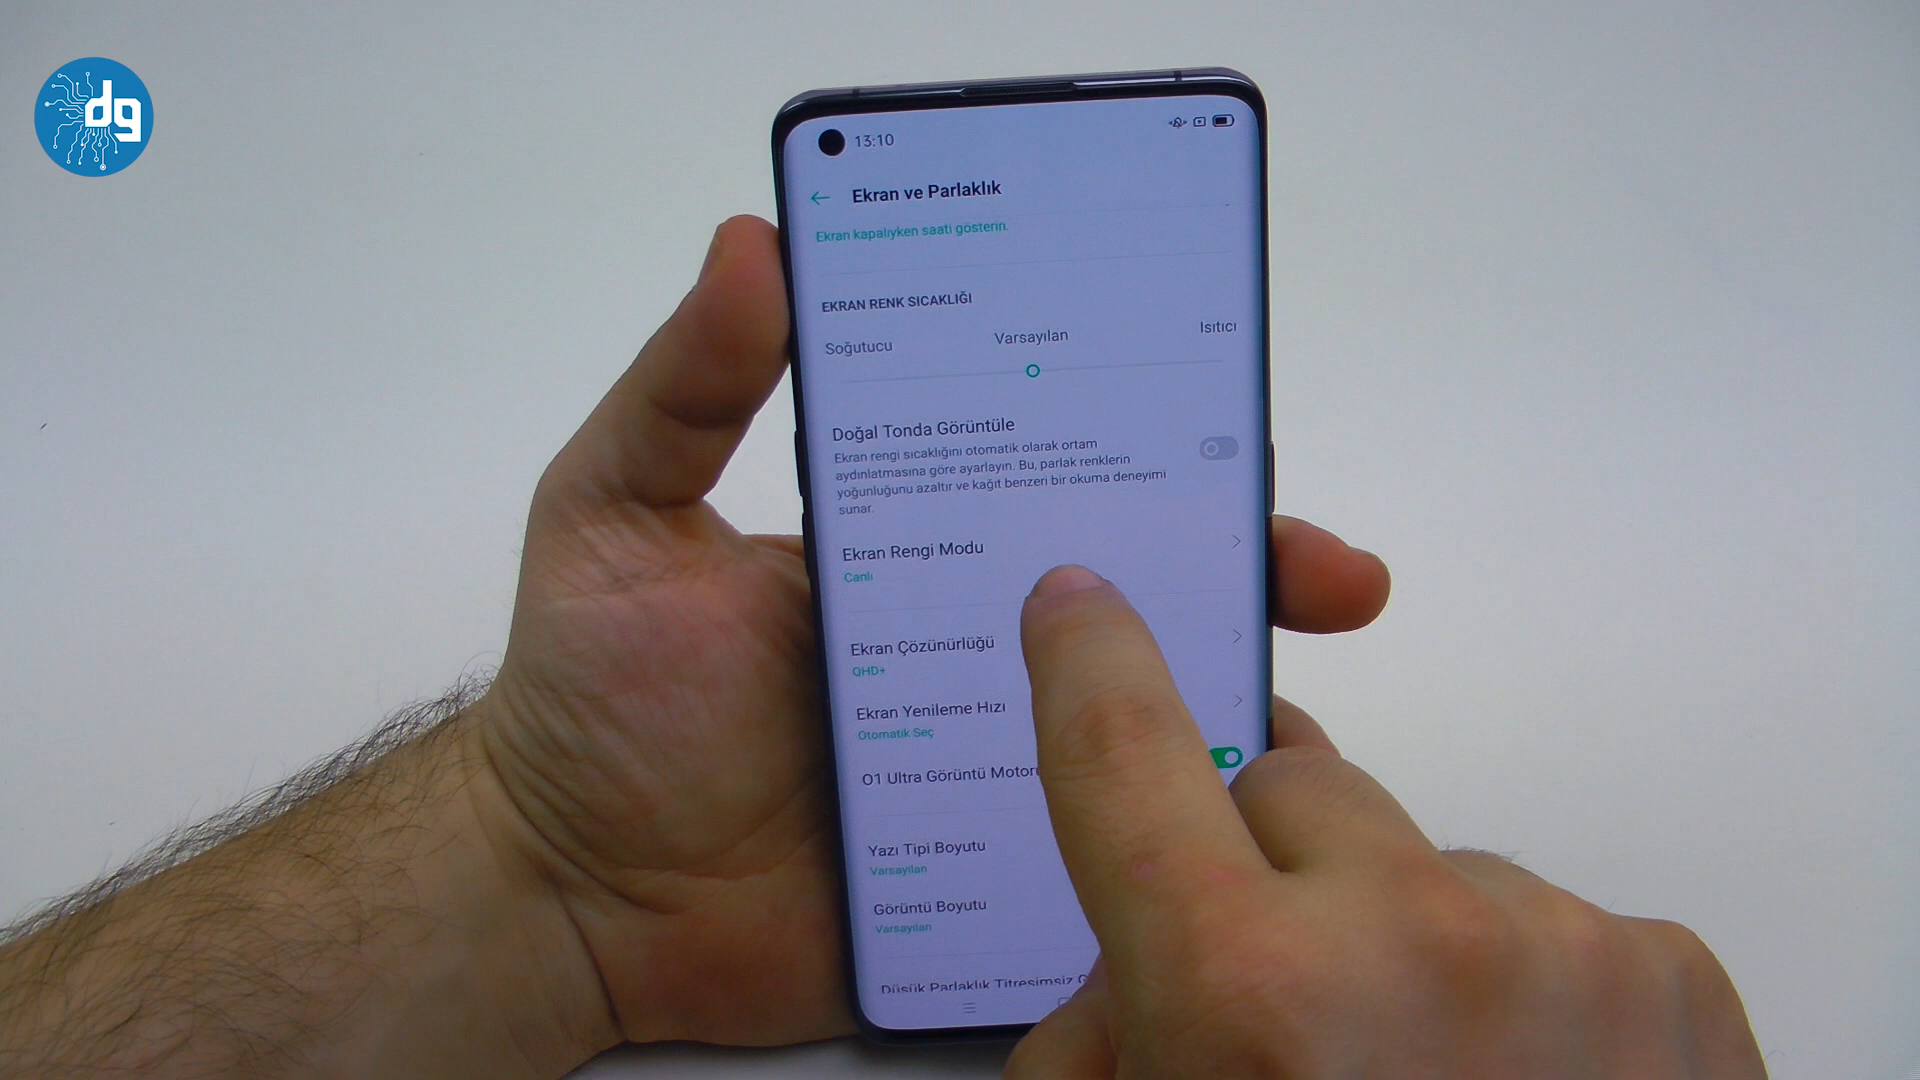 dg
13:10
Ekran ve Parlaklık
Ekran kapalıyken saati gösterin.
EKRAN RENK SICAKLIĞI
Soğutucu Varsayılan Isıtıcı
Doğal Tonda Görüntüle
Ekran rengi sıcaklığını otomatik olarak ortam
aydınlatmasına göre ayarlayın. Bu, parlak renklerin
yoğunluğunu azaltır ve kağıt benzeri bir okuma deneyimi
sunar.
Ekran Rengi Modu
Canlı
Ekran Çözünürlüğü
QHD+
Ekran Yenileme Hızı
Otomatik Seç
O1 Ultra Görüntü Motoru
Yazı Tipi Boyutu
Varsayılan
Görüntü Boyutu
Varsayılan
Düşük Parlaklık Titreşimsiz